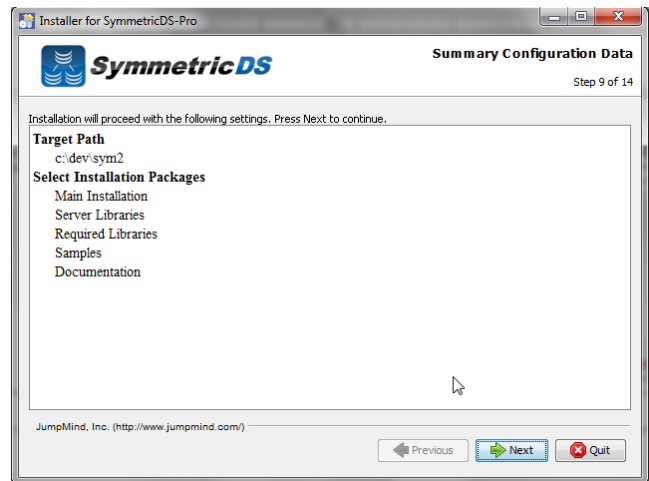 Installer for SymmetricDS-Pro
SymmetricDS
Summary Configuration Data
Step 9 of 14
Installation will proceed with the following settings. Press Next to continue.
Target Path
c:\dev\sym2
Select Installation Packages
Main Installation
Server Libraries
Required Libraries
Samples
Documentation
JumpMind, Inc. (http://www.jumpmind.com/)
Previous Next Quit